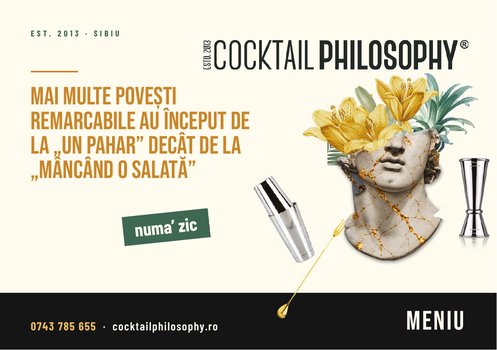 EST. 2013 · SIBIU
ESTD. 2013 COCKTAIL PHILOSOPHY®
MAI MULTE POVEȘTI
REMARCABILE AU ÎNCEPUT DE
LA „UN PAHAR” DECÂT DE LA
„MÂNCÂND O SALATĂ”
numa’ zic
0743 785 655 · cocktailphilosophy.ro
MENIU